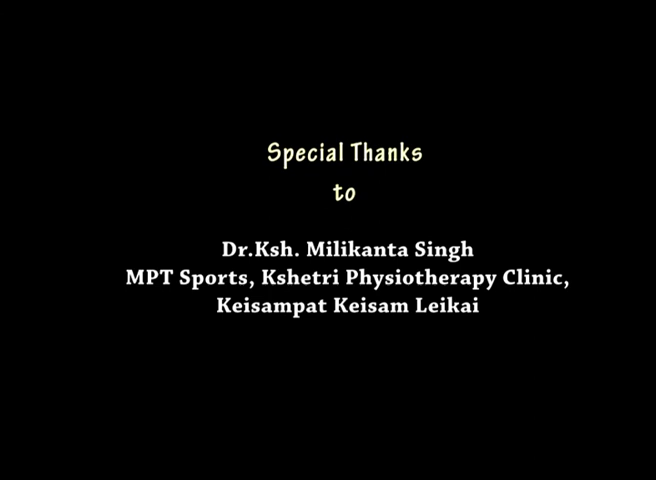 Special Thanks
to
Dr.Ksh. Milikanta Singh
MPT Sports, Kshetri Physiotherapy Clinic,
Keisampat Keisam Leikai